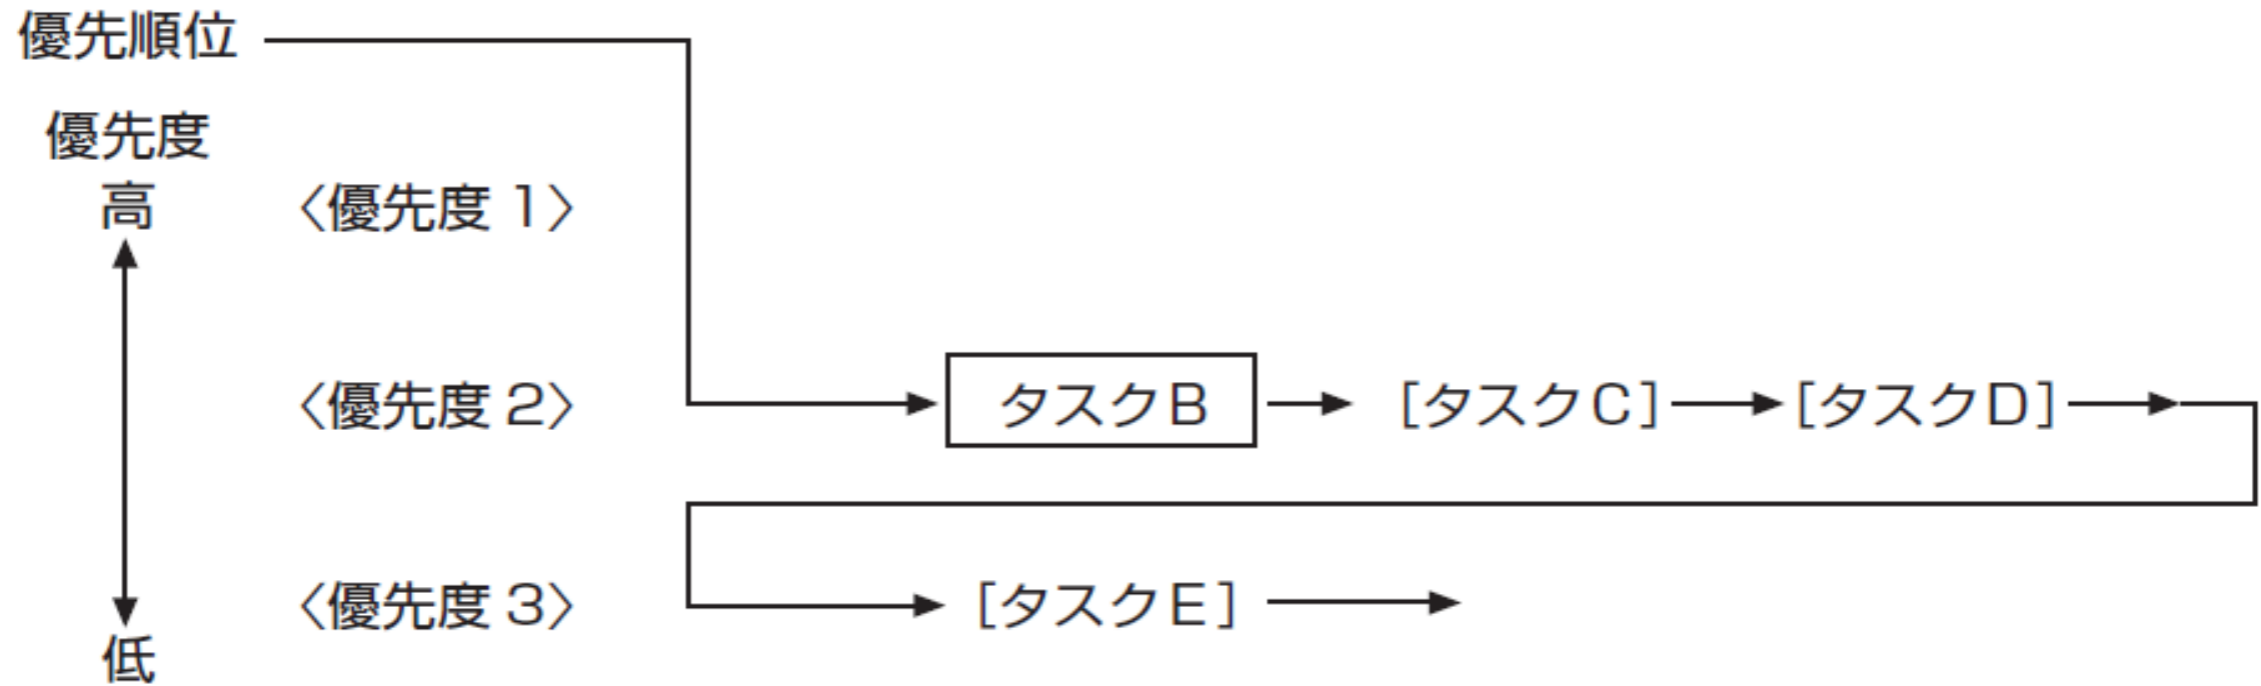 優先順位
優先度
高
〈優先度1〉
〈優先度2〉 タスクB [タスクC] [タスクD]
〈優先度3〉 [タスクE]
低